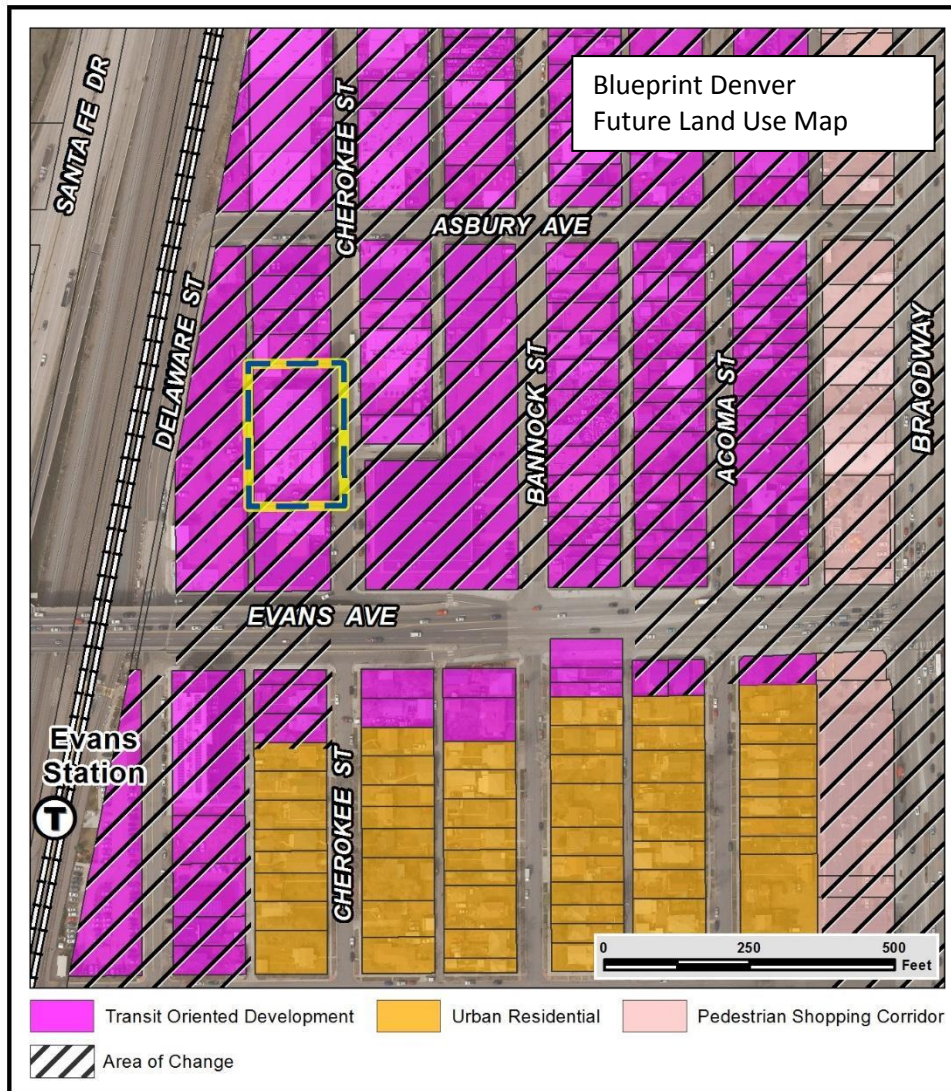 Blueprint Denver
Future Land Use Map
SANTA FE DR
CHEROKEE ST
ASBURY AVE
DELAWARE ST
BANNOCK ST
ACOMA ST
BRAODWAY
EVANS AVE
Evans
Station
T
CHEROKEE ST
0 250 500
Feet
Transit Oriented Development Urban Residential Pedestrian Shopping Corridor
Area of Change